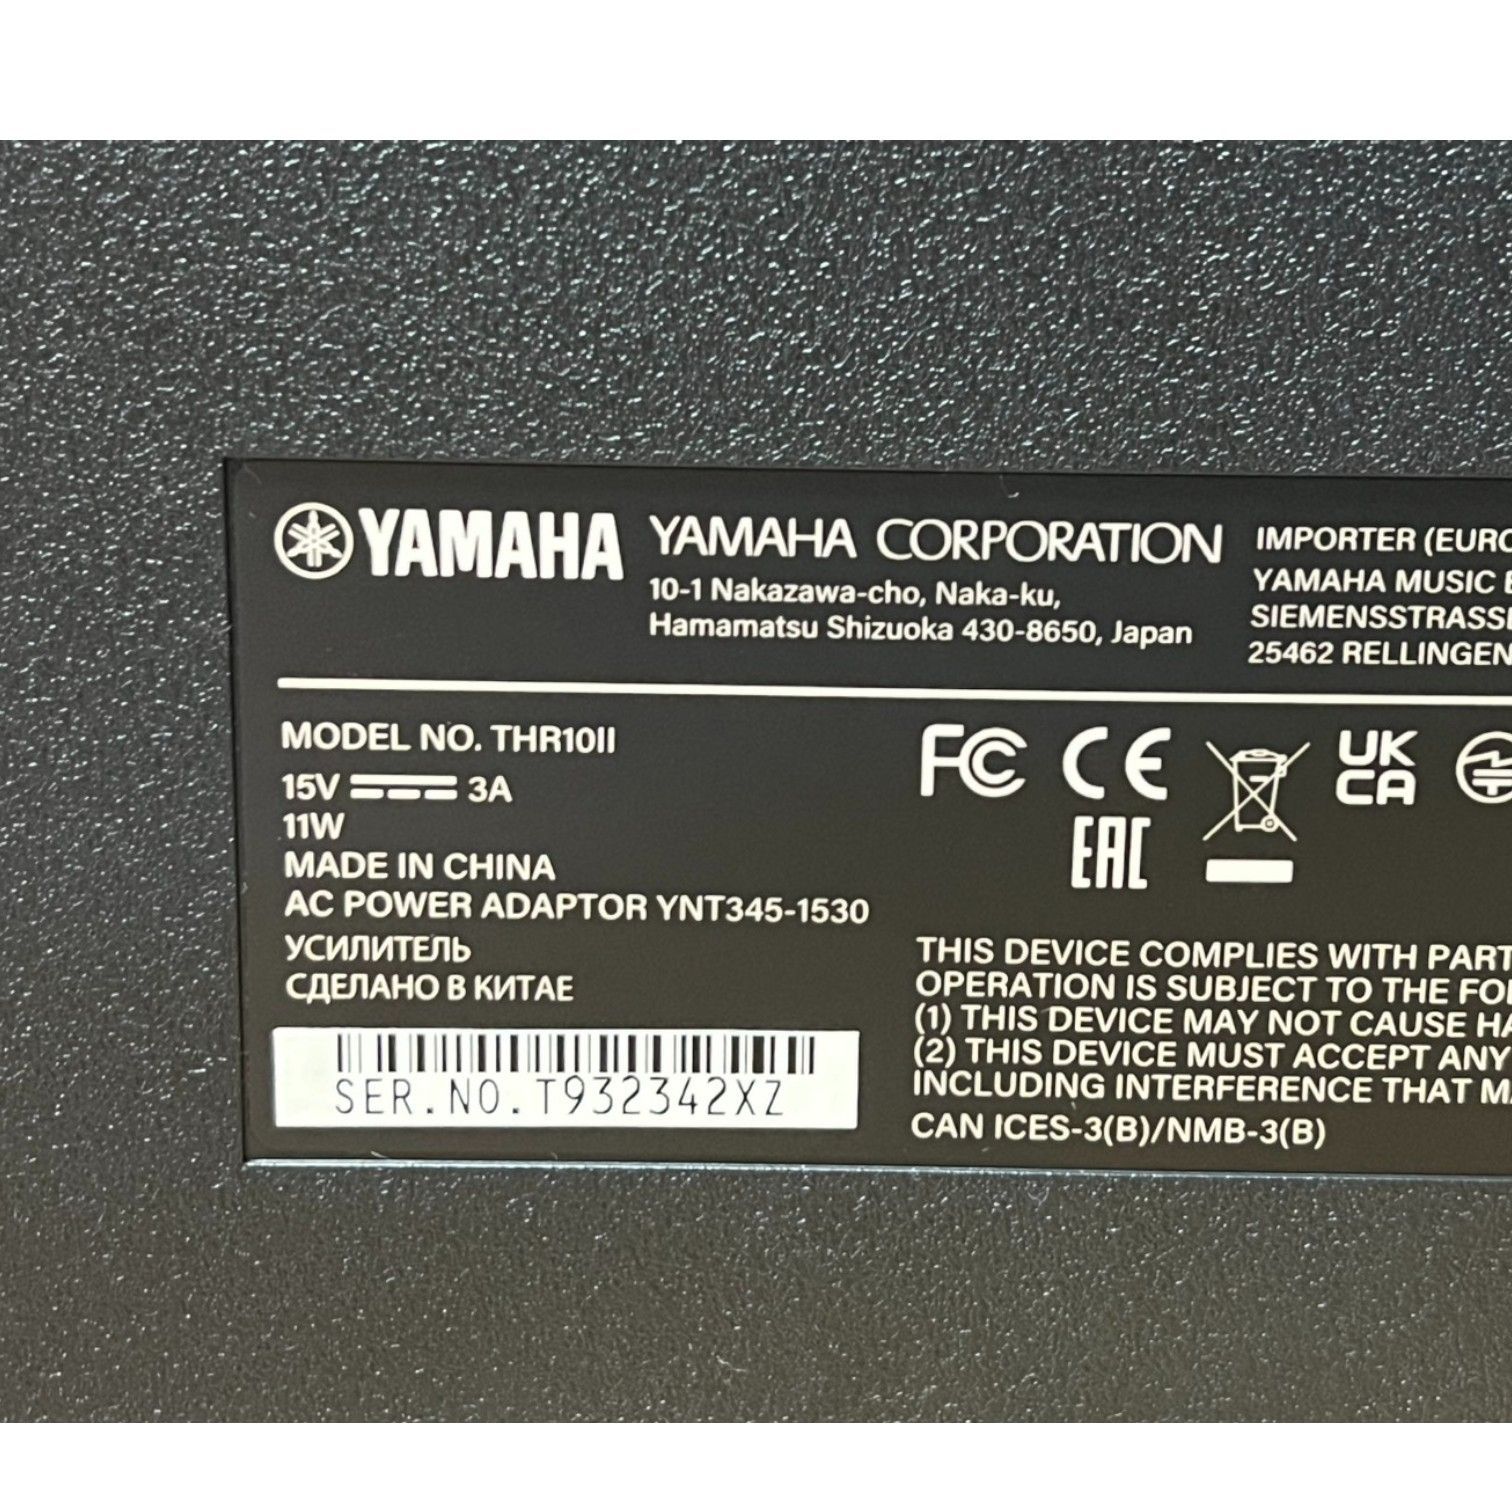 YAMAHA
YAMAHA CORPORATION
10-1 Nakazawa-cho, Naka-ku,
Hamamatsu Shizuoka 430-8650, Japan
IMPORTER (EURO
YAMAHA MUSIC
SIEMENSSTRASSE
25462 RELLINGEN
MODEL NO. THR10II
15V 3A
11W
MADE IN CHINA
AC POWER ADAPTOR YNT345-1530
УСИЛИТЕЛЬ
СДЕЛАНО В КИТАЕ
SER.NO.T932342XZ
FC CE UK CA
EAC
THIS DEVICE COMPLIES WITH PART
OPERATION IS SUBJECT TO THE FO
(1) THIS DEVICE MAY NOT CAUSE HA
(2) THIS DEVICE MUST ACCEPT ANY
INCLUDING INTERFERENCE THAT MA
CAN ICES-3(B)/NMB-3(B)